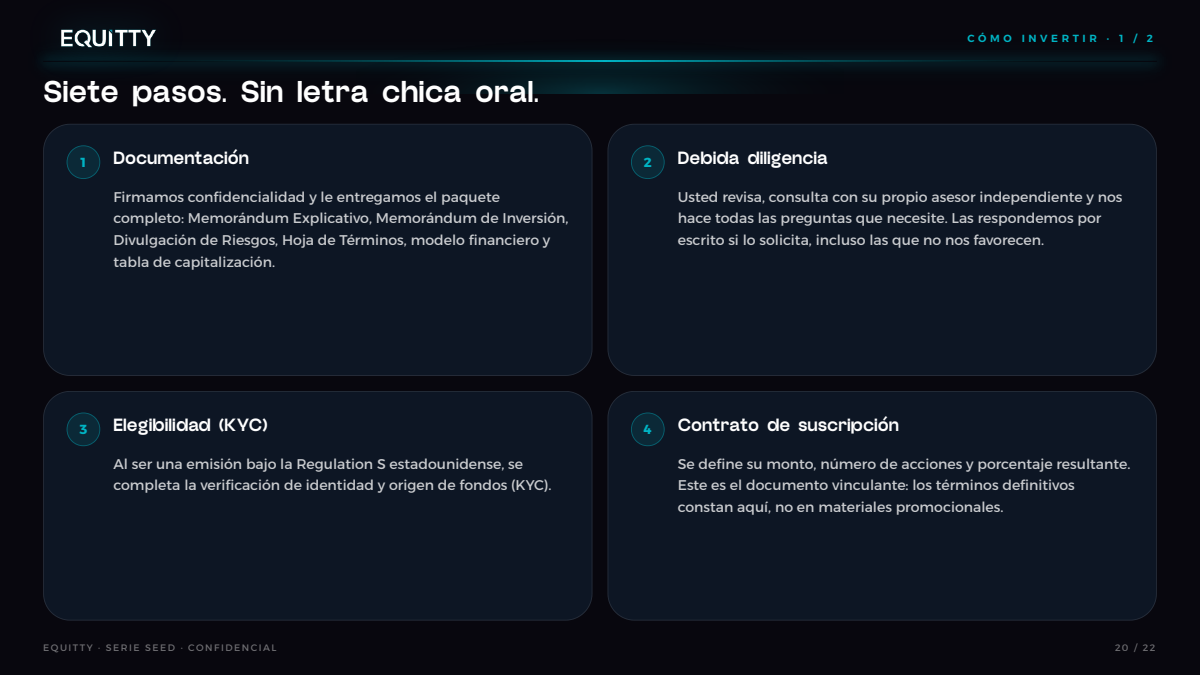 EQUITTY
CÓMO INVERTIR · 1 / 2
Siete pasos. Sin letra chica oral.
1
Documentación
Firmamos confidencialidad y le entregamos el paquete
completo: Memorándum Explicativo, Memorándum de Inversión,
Divulgación de Riesgos, Hoja de Términos, modelo financiero y
tabla de capitalización.
2
Debida diligencia
Usted revisa, consulta con su propio asesor independiente y nos
hace todas las preguntas que necesite. Las respondemos por
escrito si lo solicita, incluso las que no nos favorecen.
3
Elegibilidad (KYC)
Al ser una emisión bajo la Regulation S estadounidense, se
completa la verificación de identidad y origen de fondos (KYC).
4
Contrato de suscripción
Se define su monto, número de acciones y porcentaje resultante.
Este es el documento vinculante: los términos definitivos
constan aquí, no en materiales promocionales.
EQUITTY · SERIE SEED · CONFIDENCIAL
20 / 22